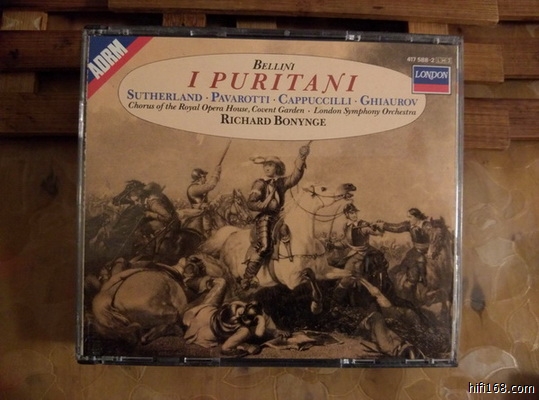 ADRM
BELLINI
417 588-2
I PURITANI
LONDON
SUTHERLAND · PAVAROTTI · CAPPUCCILLI · GHIAUROV
Chorus of the Royal Opera House, Covent Garden · London Symphony Orchestra
RICHARD BONYNGE
hifi168.com